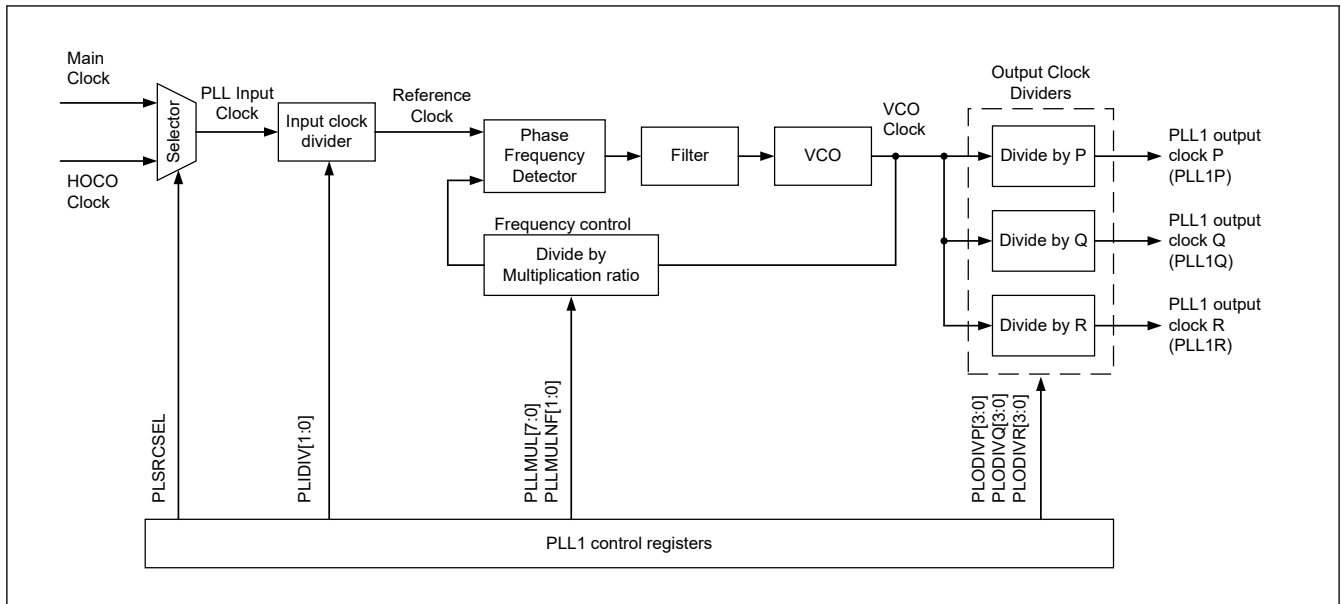 Main
Clock
HOCO
Clock
Selector
PLL Input
Clock
Input clock
divider
Reference
Clock
Phase
Frequency
Detector
Filter
VCO
VCO
Clock
Frequency control
Divide by
Multiplication ratio
Output Clock
Dividers
Divide by P
Divide by Q
Divide by R
PLL1 output
clock P
(PLL1P)
PLL1 output
clock Q
(PLL1Q)
PLL1 output
clock R
(PLL1R)
PLSRCSEL
PLIDIV[1:0]
PLLMUL[7:0]
PLLMULNF[1:0]
PLODIVP[3:0]
PLODIVQ[3:0]
PLODIVR[3:0]
PLL1 control registers